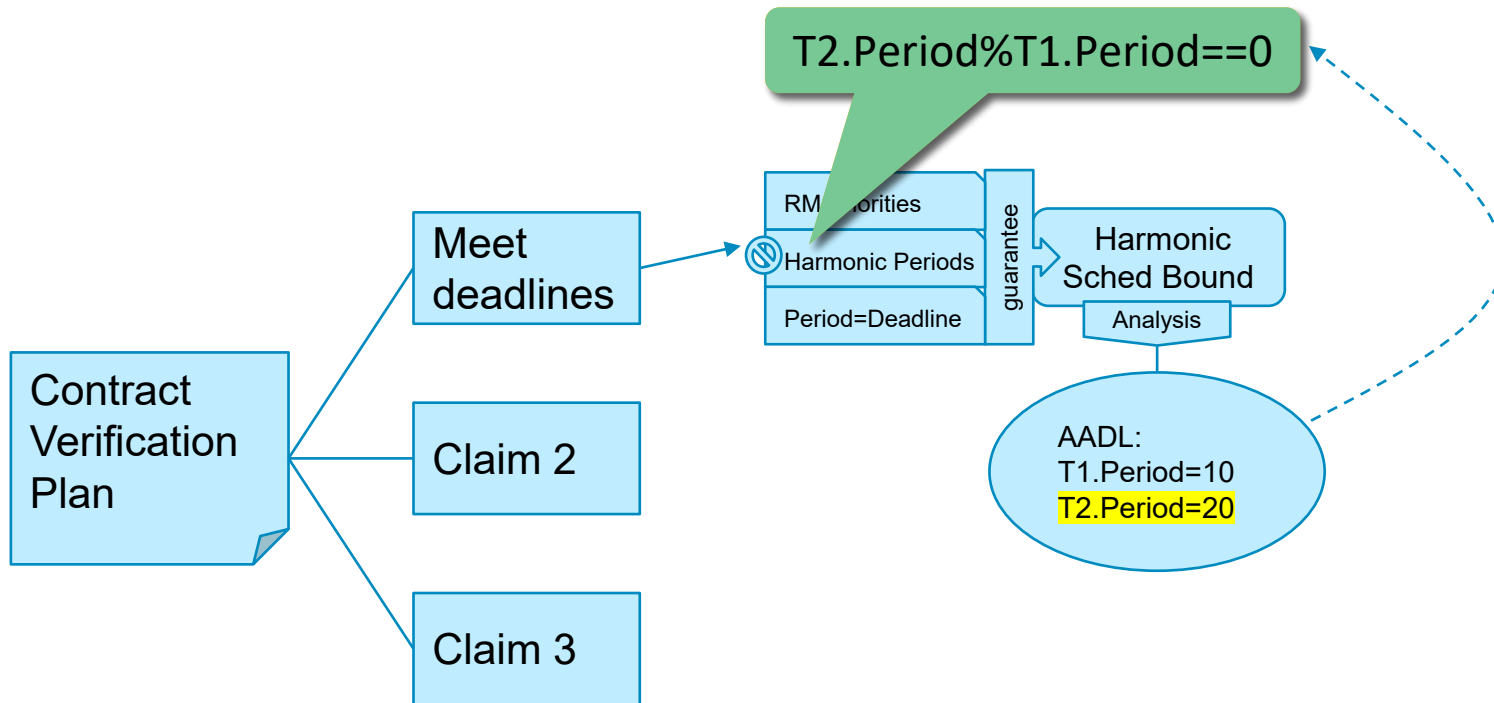 T2.Period%T1.Period==0
RM
orities
Harmonic Periods
Period=Deadline
guarantee
Harmonic
Sched Bound
Analysis
Meet
deadlines
Contract
Verification
Plan
Claim 2
Claim 3
AADL:
T1.Period=10
T2.Period=20